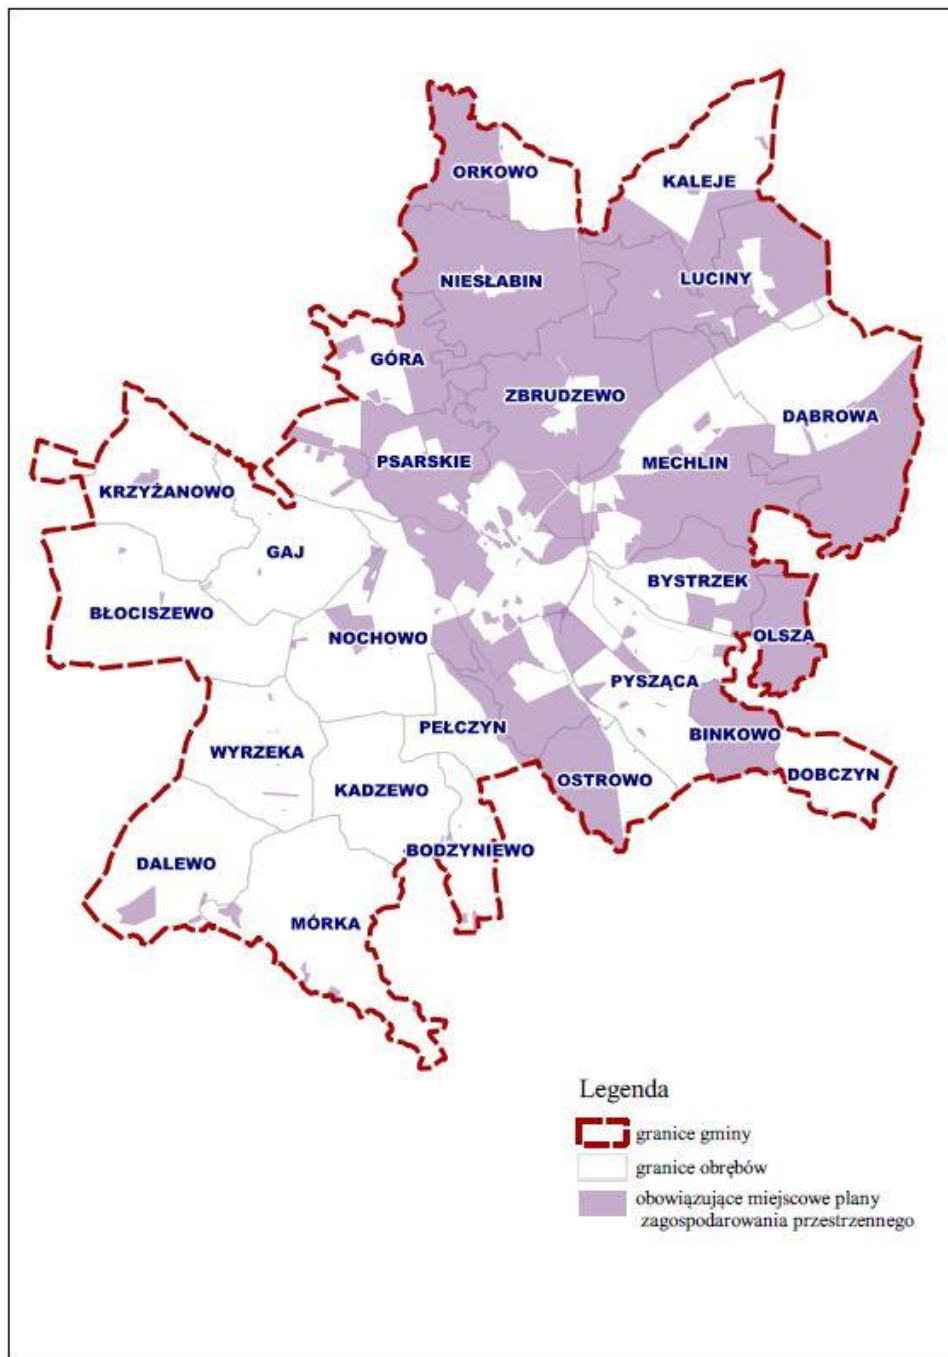 ORKOWO
KALEJE
NIESŁABIN
LUCINY
GÓRA
ZBRUDZEWO
DĄBROWA
PSARSKIE
MECHLIN
KRZYŻANOWO
GAJ
BYSTRZEK
BŁOCISZEWO
NOCHOWO
OLSZA
PYSZĄCA
PEŁCZYN
BINKOWO
WYRZEKA
OSTROWO
DOBCZYN
KADZEWO
BODZYNIEWO
DALEWO
MÓRKA
Legenda
granice gminy
granice obrębów
obowiązujące miejscowe plany
zagospodarowania przestrzennego